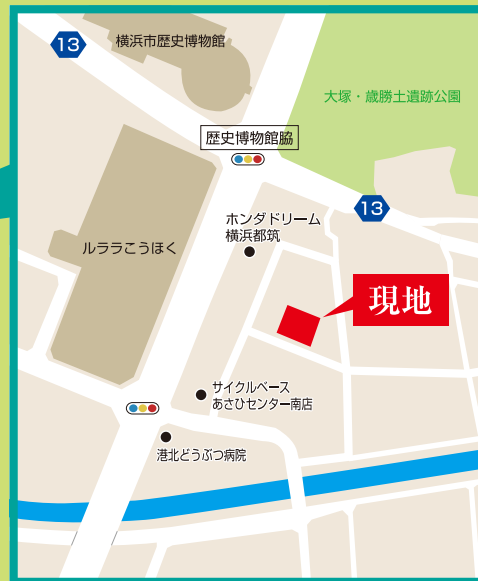 13
横浜市歴史博物館
大塚・歳勝土遺跡公園
歴史博物館脇
13
ホンダドリーム
横浜都筑
ルララこうほく
現地
サイクルベース
あさひセンター南店
港北どうぶつ病院